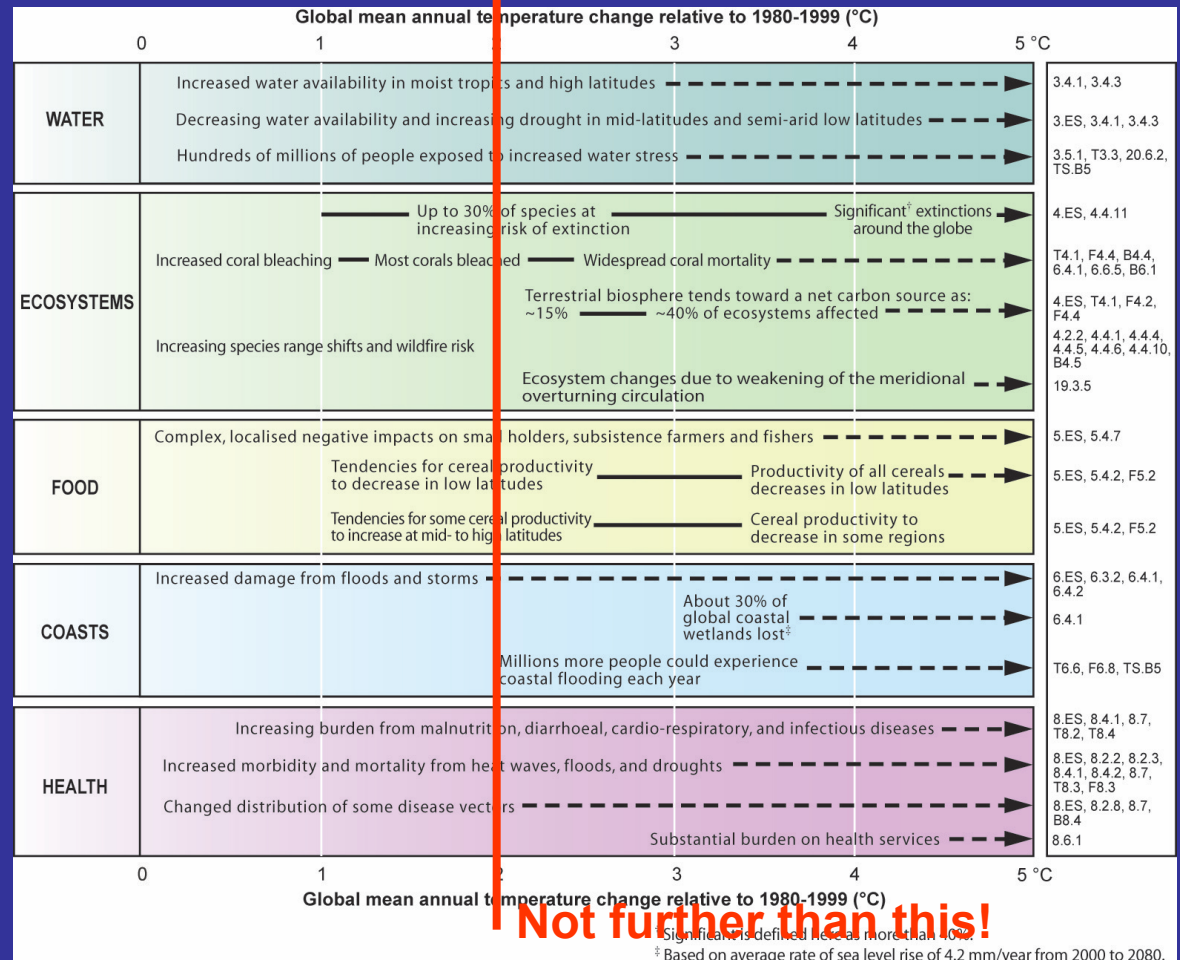 Global mean annual temperature change relative to 1980-1999 (°C)
0 1 2 3 4 5 °C
WATER
Increased water availability in moist tropics and high latitudes
3.4.1, 3.4.3
Decreasing water availability and increasing drought in mid-latitudes and semi-arid low latitudes
3.ES, 3.4.1, 3.4.3
Hundreds of millions of people exposed to increased water stress
3.5.1, T3.3, 20.6.2,
TS.B5
ECOSYSTEMS
Up to 30% of species at
increasing risk of extinction
Significant† extinctions
around the globe
4.ES, 4.4.11
Increased coral bleaching Most corals bleached Widespread coral mortality
T4.1, F4.4, B4.4,
6.4.1, 6.6.5, B6.1
Terrestrial biosphere tends toward a net carbon source as:
~15% ~40% of ecosystems affected
4.ES, T4.1, F4.2,
F4.4
Increasing species range shifts and wildfire risk
4.2.2, 4.4.1, 4.4.4,
4.4.5, 4.4.6, 4.4.10,
B4.5
Ecosystem changes due to weakening of the meridional
overturning circulation
19.3.5
FOOD
Complex, localised negative impacts on small holders, subsistence farmers and fishers
5.ES, 5.4.7
Tendencies for cereal productivity
to decrease in low latitudes
Productivity of all cereals
decreases in low latitudes
5.ES, 5.4.2, F5.2
Tendencies for some cereal productivity
to increase at mid- to high latitudes
Cereal productivity to
decrease in some regions
5.ES, 5.4.2, F5.2
COASTS
Increased damage from floods and storms
6.ES, 6.3.2, 6.4.1,
6.4.2
About 30% of
global coastal
wetlands lost‡
6.4.1
Millions more people could experience
coastal flooding each year
T6.6, F6.8, TS.B5
HEALTH
Increasing burden from malnutrition, diarrhoeal, cardio-respiratory, and infectious diseases
8.ES, 8.4.1, 8.7,
T8.2, T8.4
Increased morbidity and mortality from heat waves, floods, and droughts
8.ES, 8.2.2, 8.2.3,
8.4.1, 8.4.2, 8.7,
T8.3, F8.3
Changed distribution of some disease vectors
8.ES, 8.2.8, 8.7,
B8.4
Substantial burden on health services
8.6.1
0 1 2 3 4 5 °C
Global mean annual temperature change relative to 1980-1999 (°C)
Not further than this!
†Significant is defined here as more than 40%.
‡ Based on average rate of sea level rise of 4.2 mm/year from 2000 to 2080.